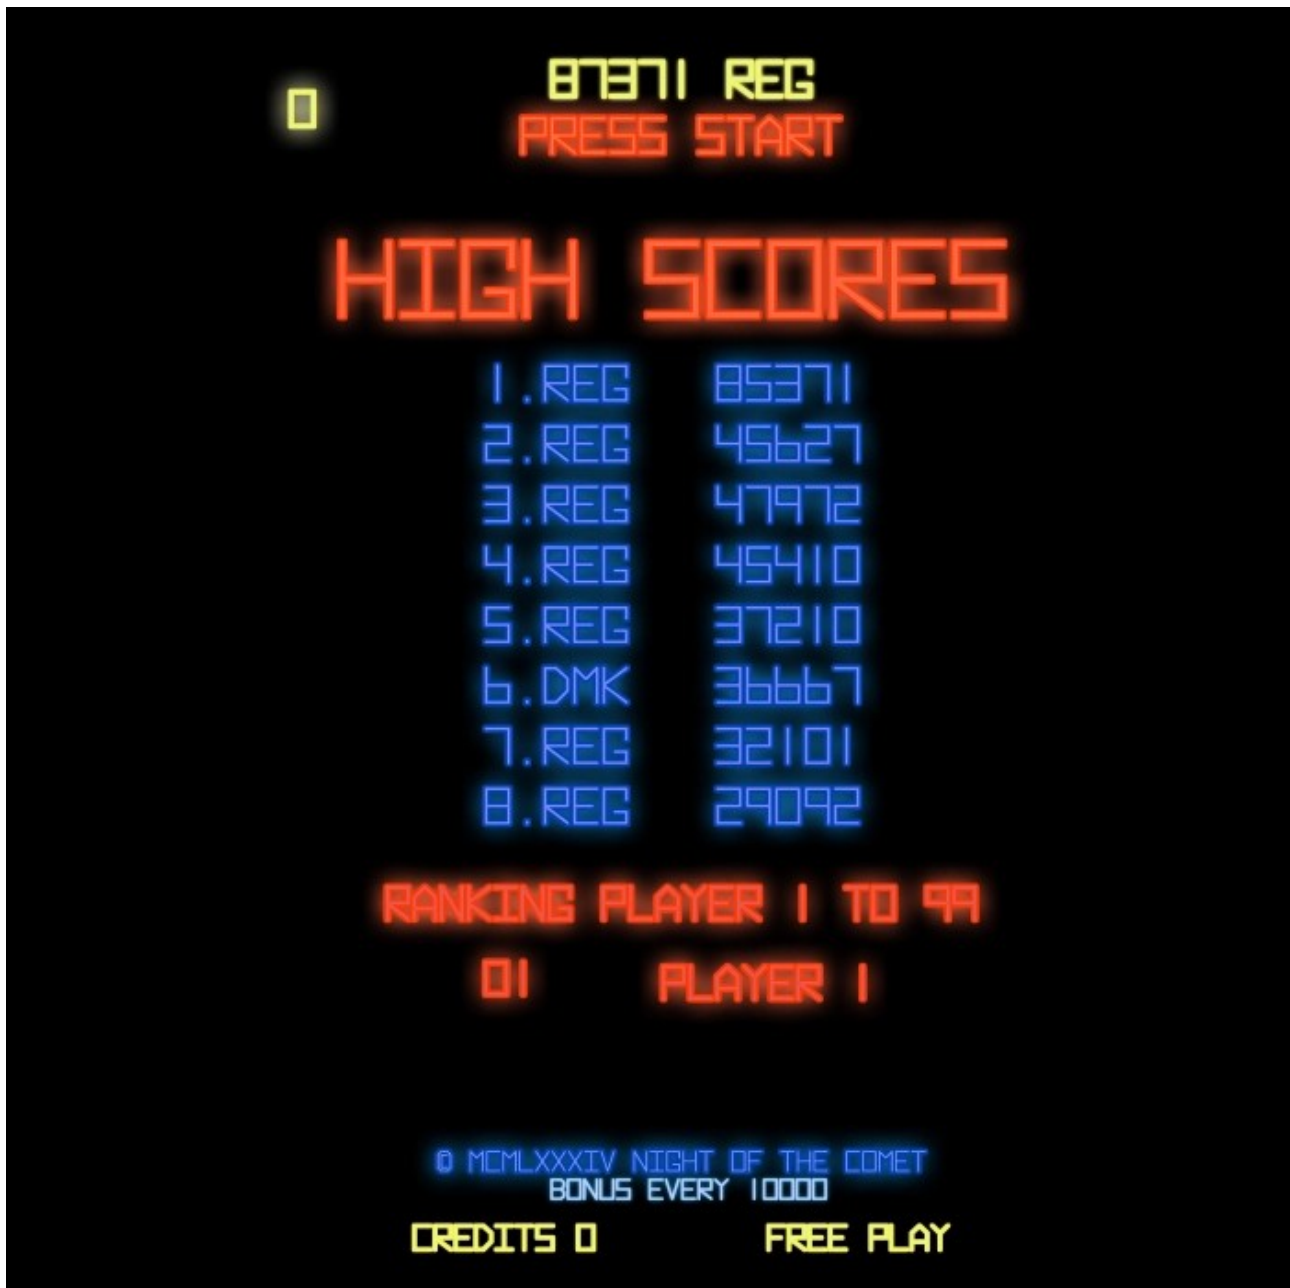 87371 REG
0
PRESS START
HIGH SCORES
1.REG 85371
2.REG 45627
3.REG 47972
4.REG 45410
5.REG 37210
6.DMK 36667
7.REG 32101
8.REG 29092
RANKING PLAYER 1 TO 99
01 PLAYER 1
© MCMLXXXIV NIGHT OF THE COMET
BONUS EVERY 10000
CREDITS 0 FREE PLAY